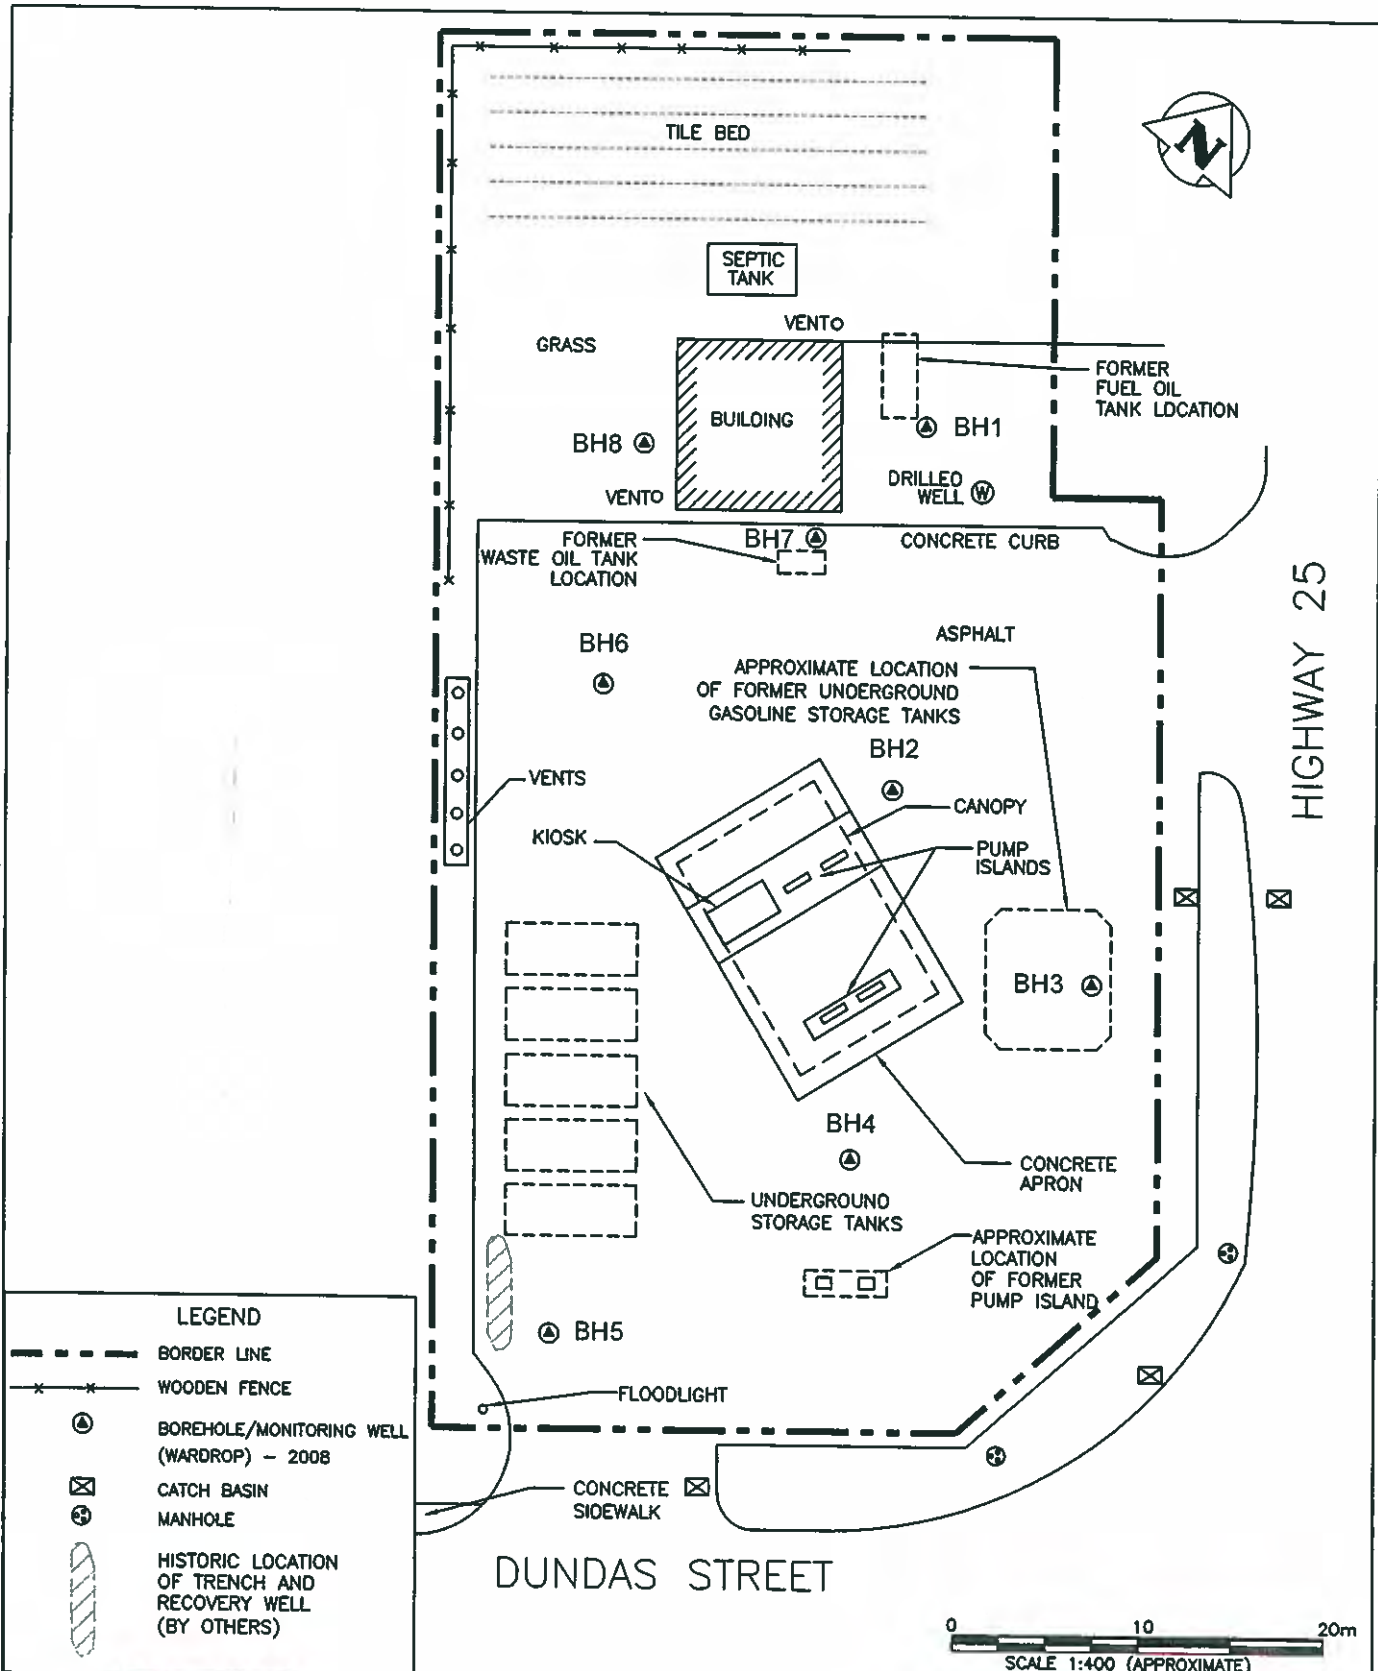 TILE BED
N
SEPTIC
TANK
VENT
GRASS
FORMER
FUEL OIL
TANK LOCATION
BUILDING
BH8
BH1
DRILLED
WELL
W
VENT
BH7
CONCRETE CURB
FORMER
WASTE OIL TANK
LOCATION
HIGHWAY 25
ASPHALT
BH6
APPROXIMATE LOCATION
OF FORMER UNDERGROUND
GASOLINE STORAGE TANKS
BH2
VENTS
CANOPY
KIOSK
PUMP
ISLANDS
BH3
BH4
CONCRETE
APRON
UNDERGROUND
STORAGE TANKS
APPROXIMATE
LOCATION
OF FORMER
PUMP ISLAND
BH5
FLOODLIGHT
CONCRETE
SIDEWALK
DUNDAS STREET
LEGEND
BORDER LINE
WOODEN FENCE
BOREHOLE/MONITORING WELL
(WARDROP) - 2008
CATCH BASIN
MANHOLE
HISTORIC LOCATION
OF TRENCH AND
RECOVERY WELL
(BY OTHERS)
0 10 20m
SCALE 1:400 (APPROXIMATE)